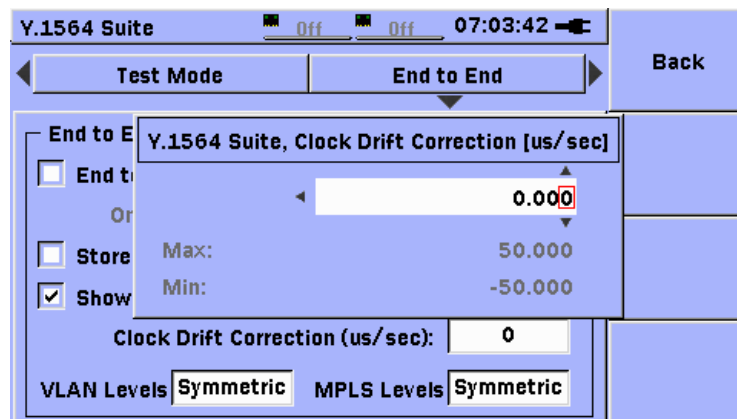 Y.1564 Suite Off Off 07:03:42
Back
Test Mode End to End
End to E
Y.1564 Suite, Clock Drift Correction [us/sec]
End t
0.000
Or
Store
Max: 50.000
Show
Min: -50.000
Clock Drift Correction (us/sec): 0
VLAN Levels Symmetric MPLS Levels Symmetric